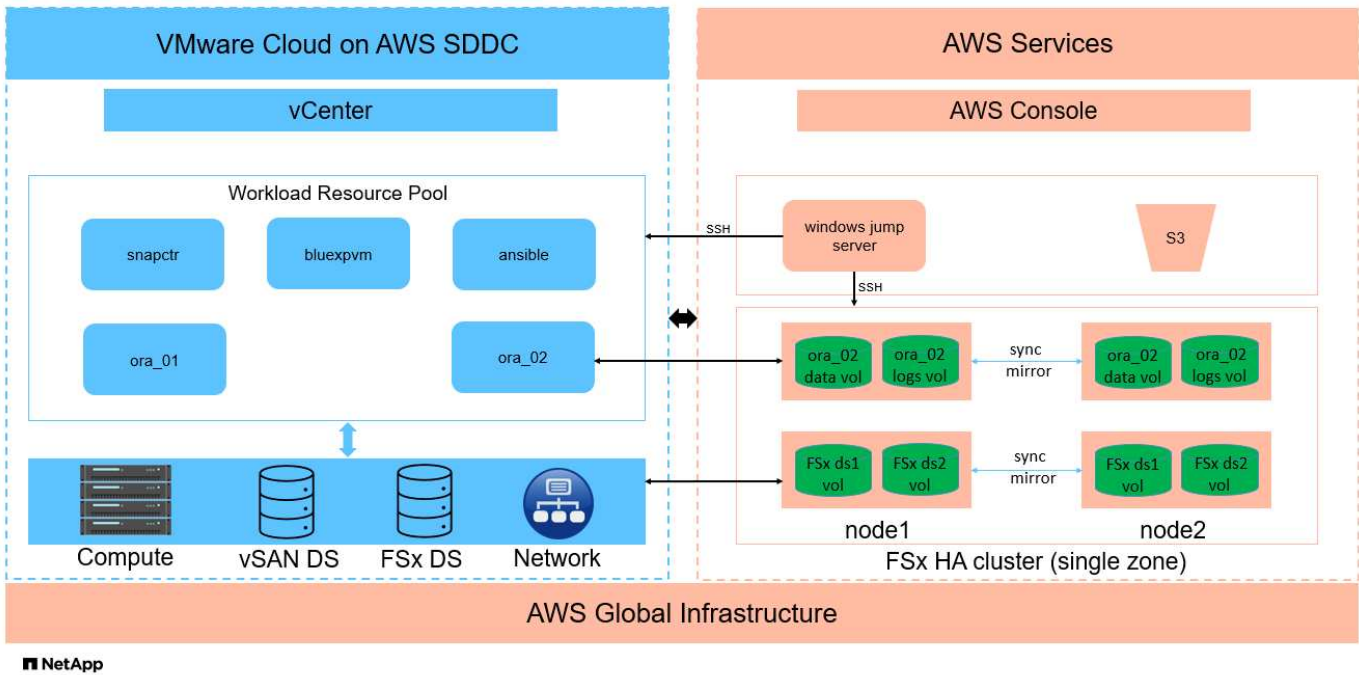 VMware Cloud on AWS SDDC
vCenter
Workload Resource Pool
snapctr
bluexpvm
ansible
ora_01
ora_02
Compute
vSAN DS
FSx DS
Network
AWS Services
AWS Console
SSH
windows jump
server
S3
SSH
ora_02
data vol
ora_02
logs vol
sync
mirror
ora_02
data vol
ora_02
logs vol
FSx ds1
vol
FSx ds2
vol
sync
mirror
FSx ds1
vol
FSx ds2
vol
node1
node2
FSx HA cluster (single zone)
AWS Global Infrastructure
NetApp